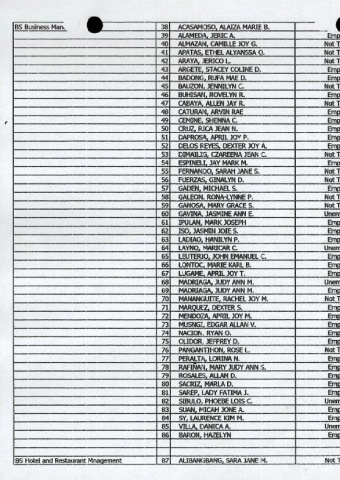 BS Business Man. 38 ACASAMOSO, ALAIZA MARIE B.
39 ALAMEDA, JERIC A. Emp
40 ALMAZAN, CAMILLE JOY G. Not T
41 APATAS, ETHEL ALYANSSA O. Not T
42 ARAYA, JERICO L. Not T
43 ARGETE, STACEY COLINE D. Emp
44 BADONG, RUFA MAE D. Emp
45 BAUZON, JENNILYN C. Not T
46 BUHISAN, ROVELYN R. Emp
47 CABAYA, ALLEN JAY R. Not T
48 CATURAN, ARVIN RAE Emp
49 CEMINE, SHENNA C. Emp
50 CRUZ, RICA JEAN N. Emp
51 DAPROSA, APRIL JOY P. Emp
52 DELOS REYES, DEXTER JOY A. Emp
53 DIMAILIG, CZAREENA JEAN C. Not T
54 ESPINELI, JAY MARK M. Emp
55 FERNANDO, SARAH JANE S. Not T
56 FUERZAS, GINALYN D. Not T
57 GADEN, MICHAEL S. Emp
58 GALEON, RONA-LYNNE P. Not T
59 GANOSA, MARY GRACE S. Not T
60 GAVINA, JASMINE ANN E. Unem
61 IPULAN, MARK JOSEPH Emp
62 ISO, JASMIN JOIE S. Emp
63 LADIAO, HANILYN P. Emp
64 LAYNO, MARICAR C. Unem
65 LEUTERIO, JOHN EMANUEL C. Emp
66 LONTOC, MARIE KARL B. Emp
67 LUGAME, APRIL JOY T. Emp
68 MADRIAGA, JUDY ANN M. Unem
69 MADRIAGA, JUDY ANN M. Emp
70 MANANGUITE, RACHEL JOY M. Not T
71 MARQUEZ, DEXTER S. Emp
72 MENDOZA, APRIL JOY M. Emp
73 MUSNGI, EDGAR ALLAN V. Emp
74 NACION, RYAN O. Emp
75 OLIDOR, JEFFREY D. Emp
76 PANGANTIHON, ROSE L. Not T
77 PERALTA, LORINA N. Emp
78 RAFIÑAN, MARY JUDY ANN S. Emp
79 ROSALES, ALLAN D. Emp
80 SACRIZ, MARLA D. Emp
81 SAREP, LADY FATIMA J. Emp
82 SIBULO, PHOEBE LOIS C. Unem
83 SUAN, MICAH JONE A. Emp
84 SY, LAURENCE KIM M. Emp
85 VILLA, DANICA A. Unem
86 BARON, HAZELYN Emp
BS Hotel and Restaurant Mnagement 87 ALIBANGBANG, SARA JANE M. Not T